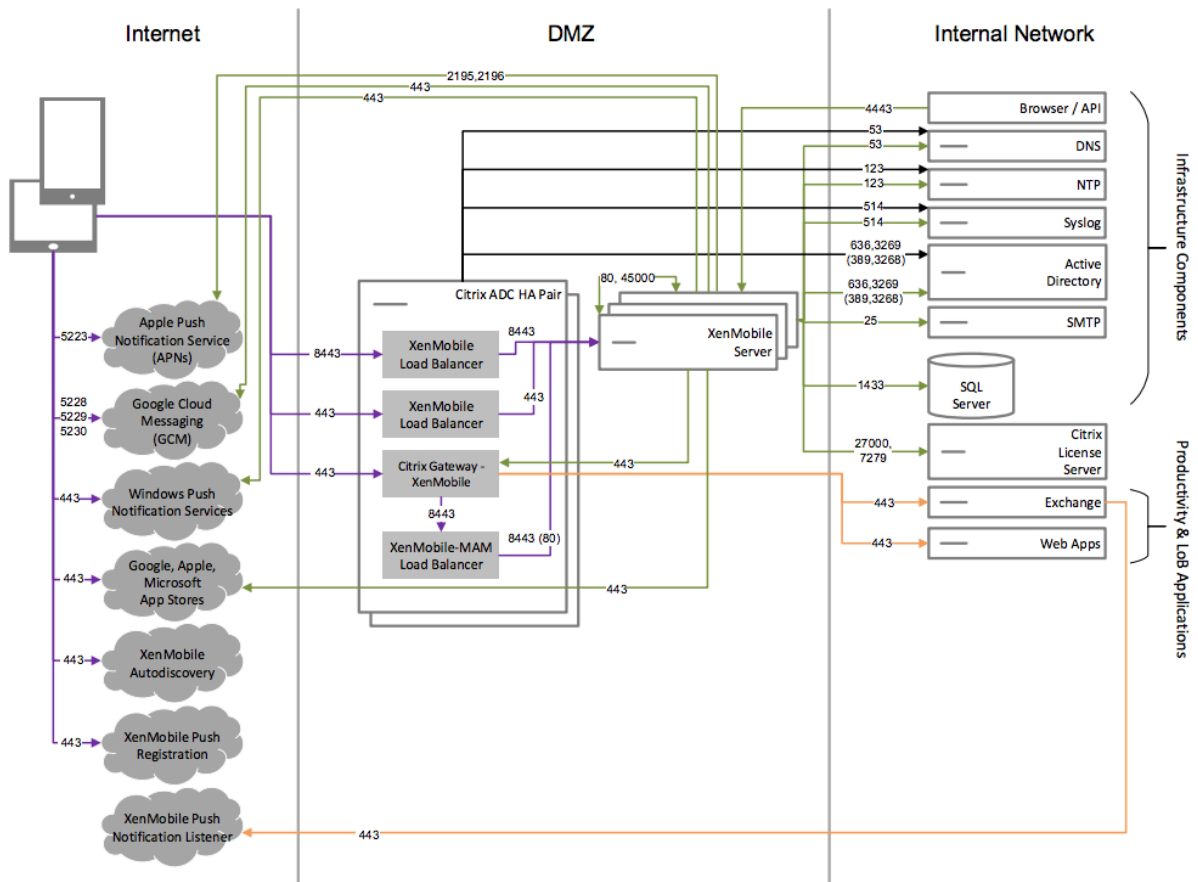 Internet
DMZ
Internal Network
2195,2196
443
443
4443
Browser / API
53
53
DNS
123
123
NTP
514
514
Syslog
636,3269
(389,3268)
636,3269
(389,3268)
Active
Directory
25
SMTP
1433
SQL
Server
27000,
7279
Citrix
License
Server
443
Exchange
443
Web Apps
Infrastructure Components
Productivity & LoB Applications
80, 45000
XenMobile
Server
Citrix ADC HA Pair
8443
XenMobile
Load Balancer
8443
443
XenMobile
Load Balancer
443
443
Citrix Gateway -
XenMobile
443
8443
XenMobile-MAM
Load Balancer
8443 (80)
443
5223
Apple Push
Notification Service
(APNs)
5228
5229
5230
Google Cloud
Messaging
(GCM)
443
Windows Push
Notification Services
443
Google, Apple,
Microsoft
App Stores
443
XenMobile
Autodiscovery
443
XenMobile Push
Registration
XenMobile Push
Notification Listener
443